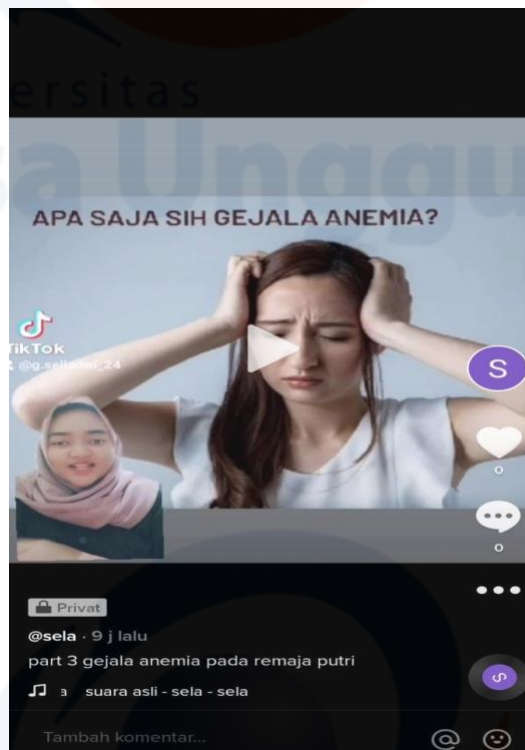 ersitas
sa Unggu
APA SAJA SIH GEJALA ANEMIA?
TikTok
S
0
0
Privat
@sela · 9 j lalu
part 3 gejala anemia pada remaja putri
a suara asli - sela - sela
Tambah komentar...